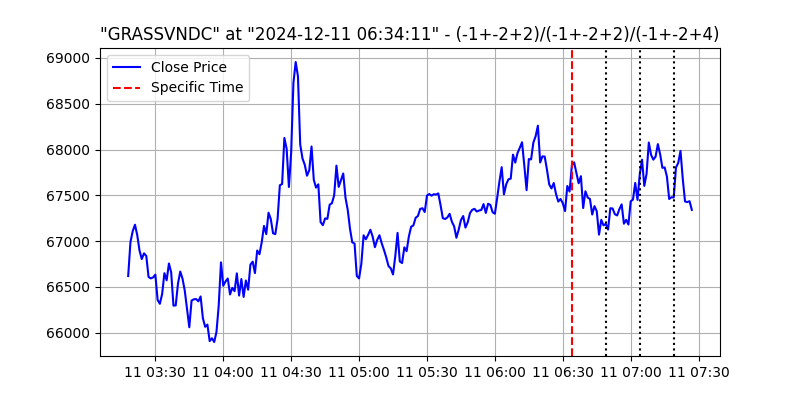 "GRASSVNDC" at "2024-12-11 06:34:11" - (-1+-2+2)/(-1+-2+2)/(-1+-2+4)
69000
68500
68000
67500
67000
66500
66000
Close Price
Specific Time
11 03:30 11 04:00 11 04:30 11 05:00 11 05:30 11 06:00 11 06:30 11 07:00 11 07:30